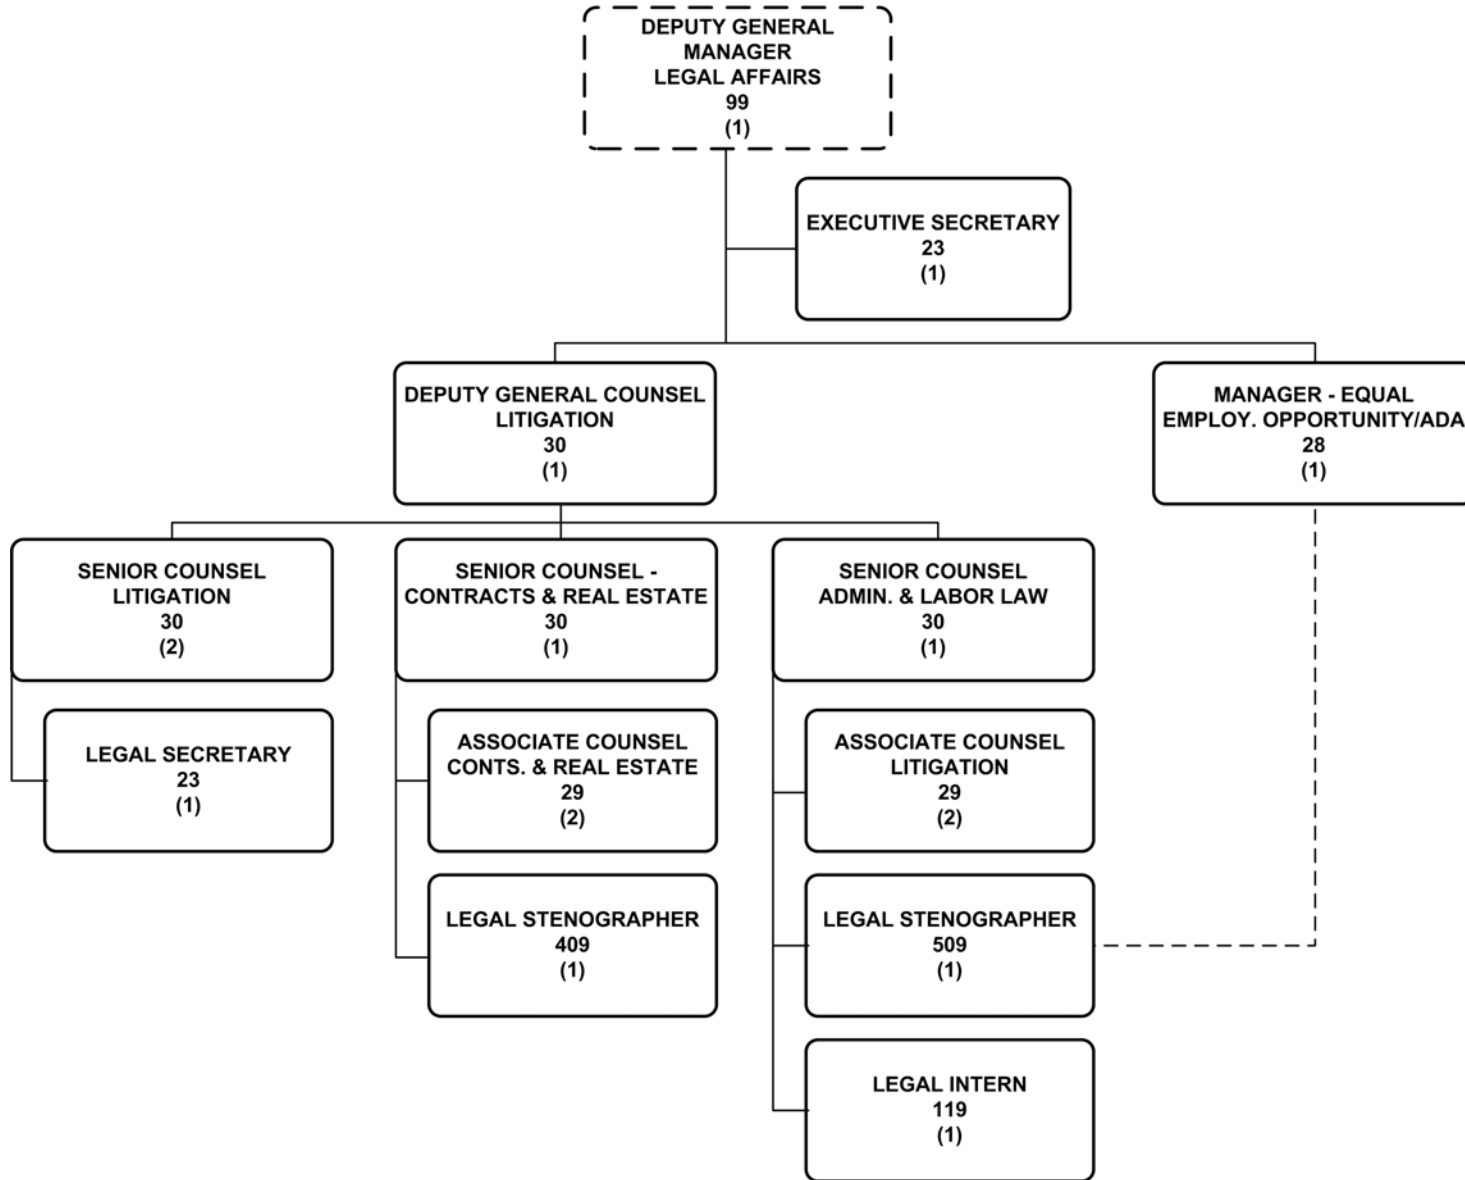 DEPUTY GENERAL
MANAGER
LEGAL AFFAIRS
99
(1)
EXECUTIVE SECRETARY
23
(1)
DEPUTY GENERAL COUNSEL
LITIGATION
30
(1)
MANAGER - EQUAL
EMPLOY. OPPORTUNITY/ADA
28
(1)
SENIOR COUNSEL
LITIGATION
30
(2)
SENIOR COUNSEL -
CONTRACTS & REAL ESTATE
30
(1)
SENIOR COUNSEL
ADMIN. & LABOR LAW
30
(1)
LEGAL SECRETARY
23
(1)
ASSOCIATE COUNSEL
CONTS. & REAL ESTATE
29
(2)
ASSOCIATE COUNSEL
LITIGATION
29
(2)
LEGAL STENOGRAPHER
409
(1)
LEGAL STENOGRAPHER
509
(1)
LEGAL INTERN
119
(1)